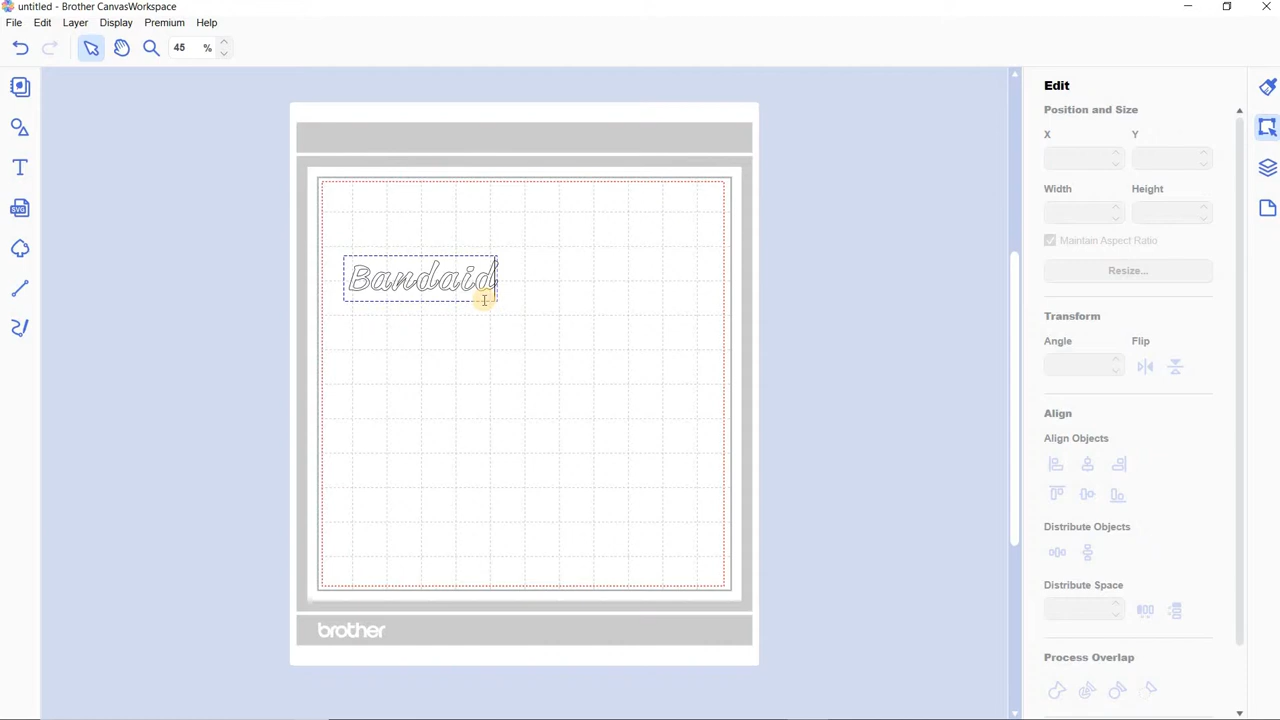 untitled - Brother CanvasWorkspace
File Edit Layer Display Premium Help
45 %
Bandaid
brother
Edit
Position and Size
X Y
Width Height
Maintain Aspect Ratio
Resize...
Transform
Angle Flip
Align
Align Objects
Distribute Objects
Distribute Space
Process Overlap
T
SVG